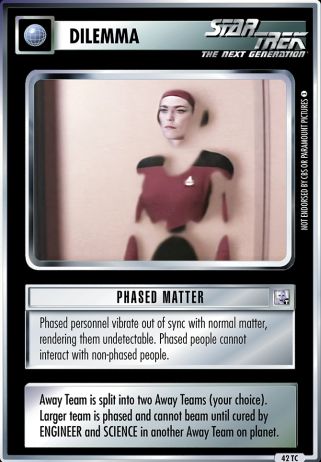 DILEMMA
STAR TREK
THE NEXT GENERATION
NOT ENDORSED BY CBS OR PARAMOUNT PICTURES
PHASED MATTER
Phased personnel vibrate out of sync with normal matter,
rendering them undetectable. Phased people cannot
interact with non-phased people.
Away Team is split into two Away Teams (your choice).
Larger team is phased and cannot beam until cured by
ENGINEER and SCIENCE in another Away Team on planet.
42 TC